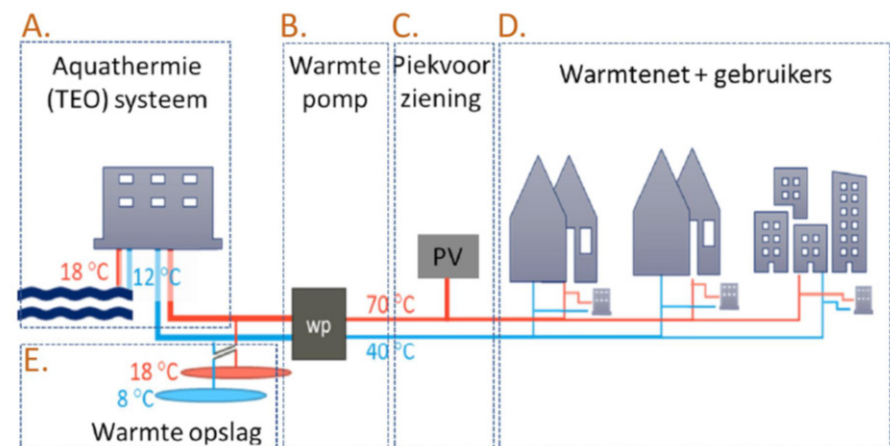 A.
Aquathermie
(TEO) systeem
18 °C
12 °C
B.
Warmte
pomp
wp
C.
Piekvoor
ziening
PV
70 °C
40 °C
D.
Warmtenet + gebruikers
E.
18 °C
8 °C
Warmte opslag